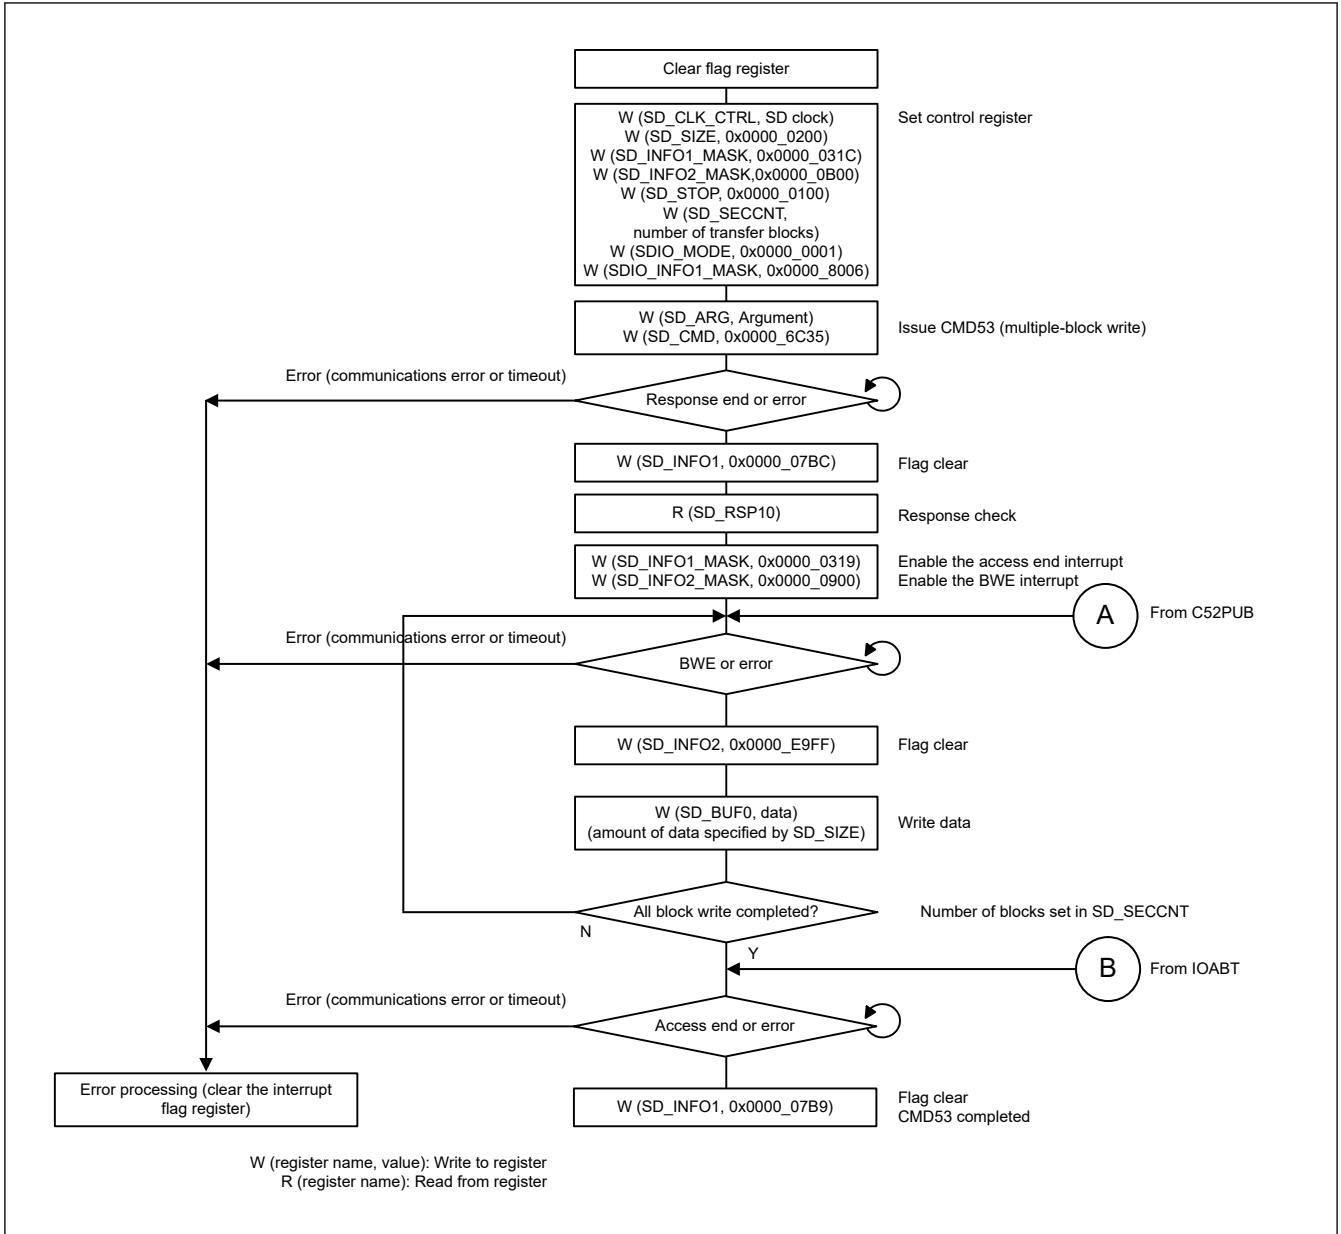 Clear flag register
W (SD_CLK_CTRL, SD clock)
W (SD_SIZE, 0x0000_0200)
W (SD_INFO1_MASK, 0x0000_031C)
W (SD_INFO2_MASK,0x0000_0B00)
W (SD_STOP, 0x0000_0100)
W (SD_SECCNT,
number of transfer blocks)
W (SDIO_MODE, 0x0000_0001)
W (SDIO_INFO1_MASK, 0x0000_8006)
Set control register
W (SD_ARG, Argument)
W (SD_CMD, 0x0000_6C35)
Issue CMD53 (multiple-block write)
Error (communications error or timeout)
Response end or error
W (SD_INFO1, 0x0000_07BC)
Flag clear
R (SD_RSP10)
Response check
W (SD_INFO1_MASK, 0x0000_0319)
W (SD_INFO2_MASK, 0x0000_0900)
Enable the access end interrupt
Enable the BWE interrupt
A
From C52PUB
Error (communications error or timeout)
BWE or error
W (SD_INFO2, 0x0000_E9FF)
Flag clear
W (SD_BUF0, data)
(amount of data specified by SD_SIZE)
Write data
All block write completed?
Number of blocks set in SD_SECCNT
N
Y
B
From IOABT
Error (communications error or timeout)
Access end or error
Error processing (clear the interrupt
flag register)
W (SD_INFO1, 0x0000_07B9)
Flag clear
CMD53 completed
W (register name, value): Write to register
R (register name): Read from register